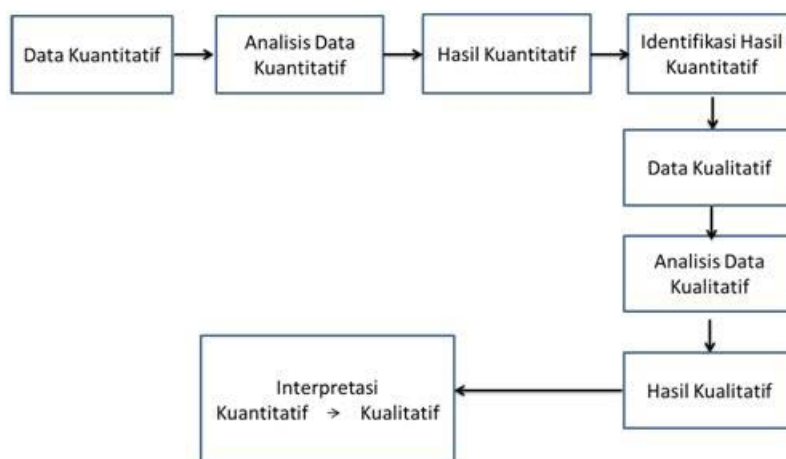 Data Kuantitatif
Analisis Data
Kuantitatif
Hasil Kuantitatif
Identifikasi Hasil
Kuantitatif
Data Kualitatif
Analisis Data
Kualitatif
Hasil Kualitatif
Interpretasi
Kuantitatif → Kualitatif